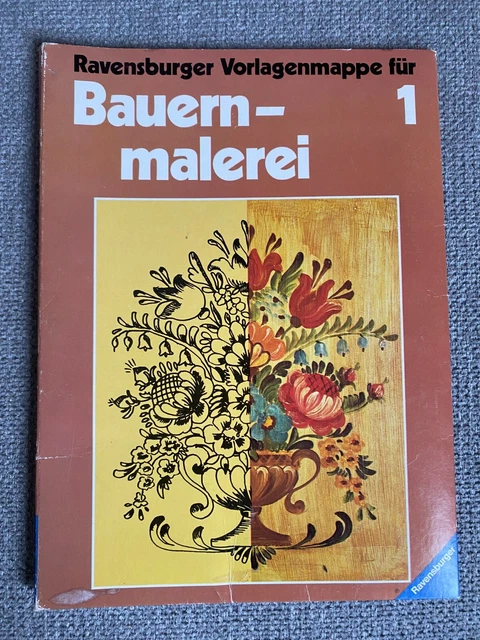 Ravensburger Vorlagenmappe für
Bauern- 1
malerei
Ravensburger